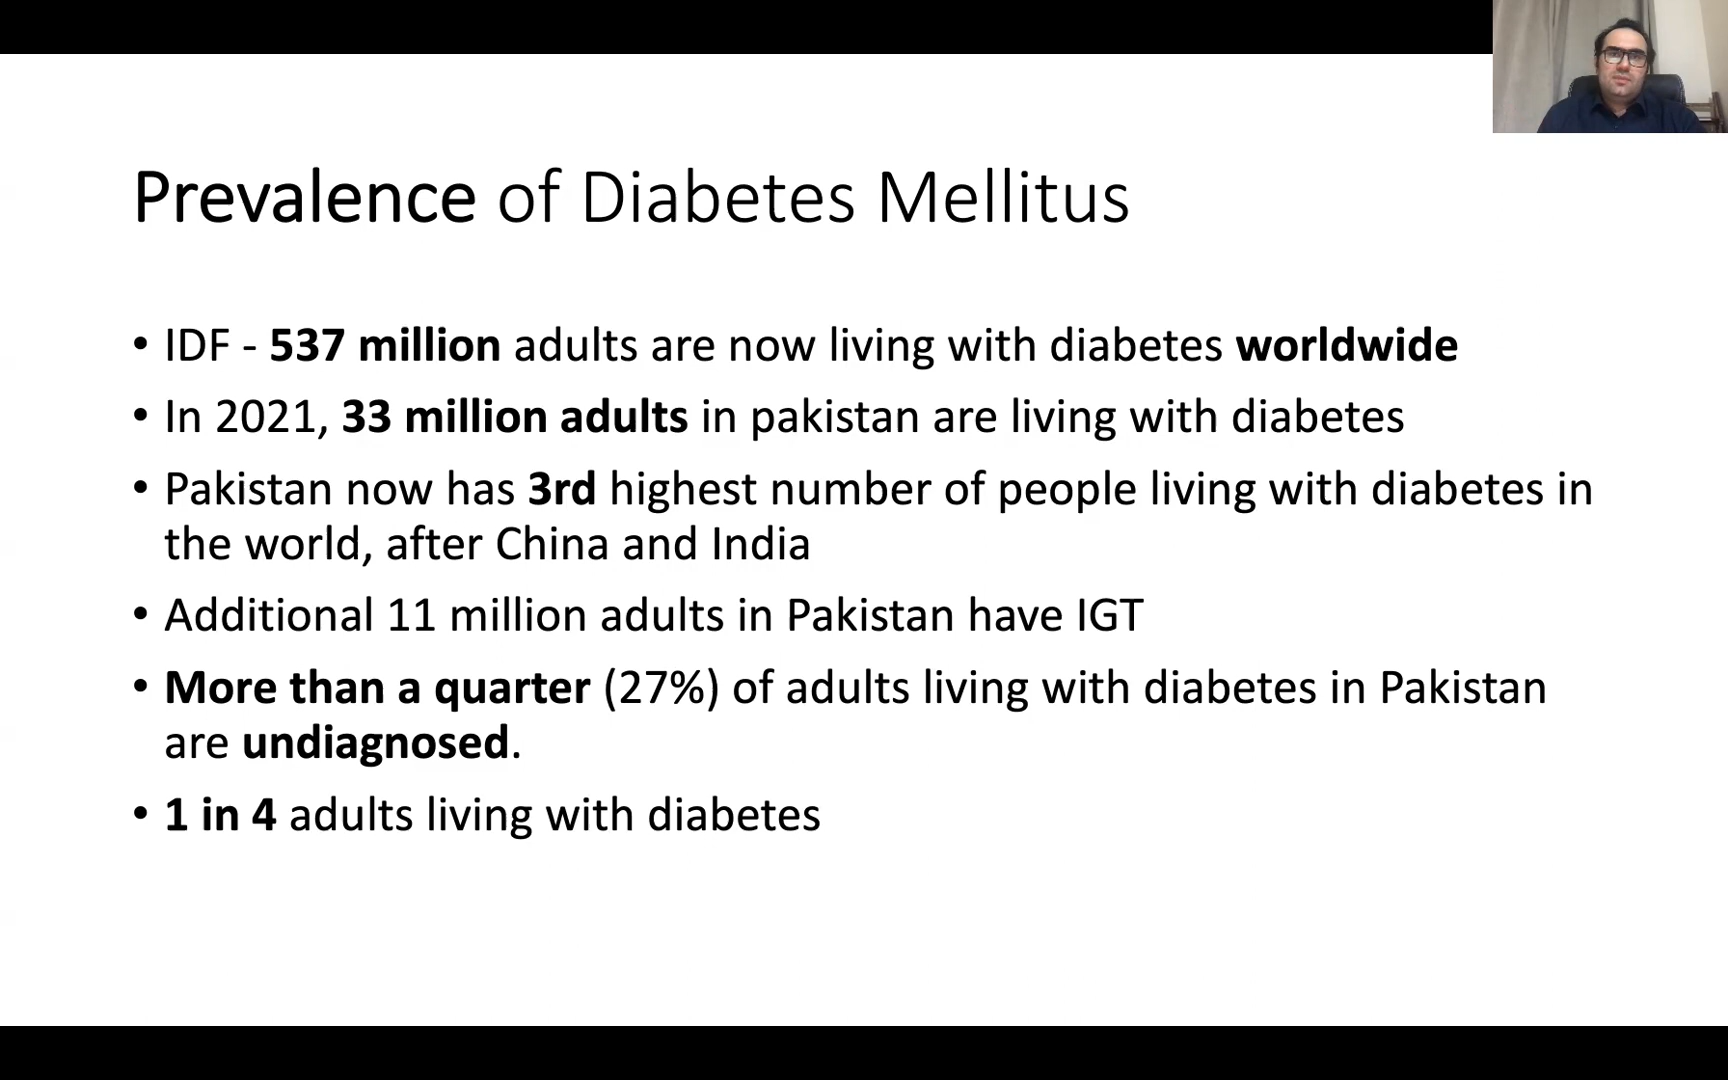 Prevalence of Diabetes Mellitus
• IDF - 537 million adults are now living with diabetes worldwide
• In 2021, 33 million adults in pakistan are living with diabetes
• Pakistan now has 3rd highest number of people living with diabetes in
the world, after China and India
• Additional 11 million adults in Pakistan have IGT
• More than a quarter (27%) of adults living with diabetes in Pakistan
are undiagnosed.
• 1 in 4 adults living with diabetes